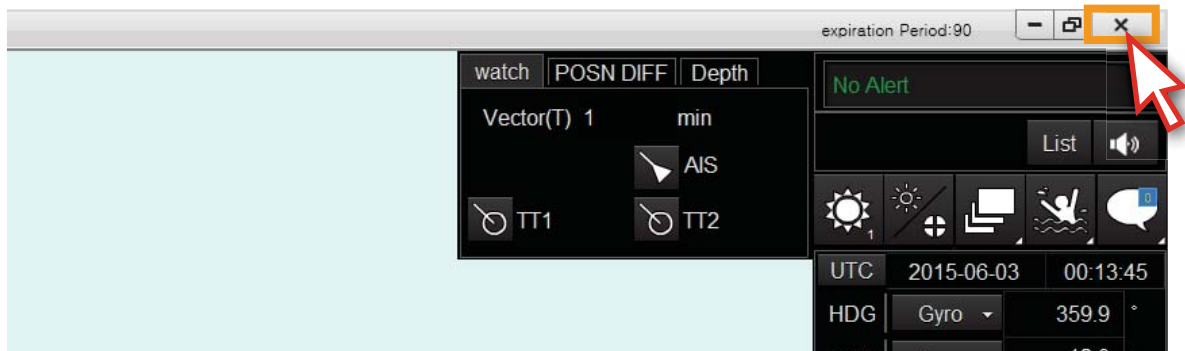 expiration Period:90
watch POSN DIFF Depth
Vector(T) 1 min
AIS
TT1 TT2
No Alert
List
1
0
UTC 2015-06-03 00:13:45
HDG Gyro 359.9 °